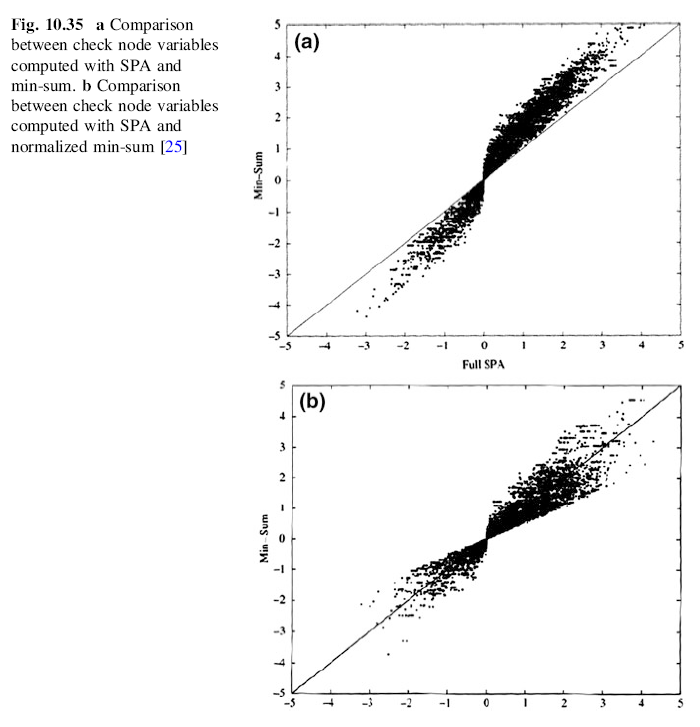 Fig. 10.35 a Comparison
between check node variables
computed with SPA and
min-sum. b Comparison
between check node variables
computed with SPA and
normalized min-sum [25]
(a)
5
4
3
2
1
0
−1
−2
−3
−4
−5
Min–Sum
−5 −4 −3 −2 −1 0 1 2 3 4 5
Full SPA
(b)
5
4
3
2
1
0
−1
−2
−3
−4
−5
Min–Sum
−5 −4 −3 −2 −1 0 1 2 3 4 5